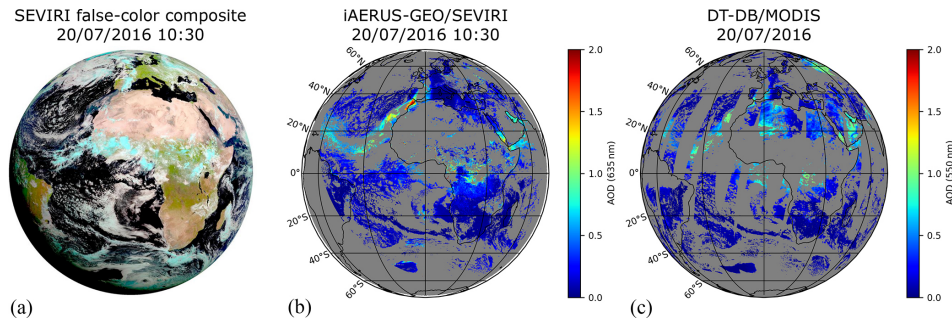 SEVIRI false-color composite
20/07/2016 10:30
(a)
iAERUS-GEO/SEVIRI
20/07/2016 10:30
60°N
40°N
20°N
0°
20°S
40°S
60°S
2.0
1.5
1.0
0.5
0.0
AOD (635 nm)
(b)
DT-DB/MODIS
20/07/2016
60°N
40°N
20°N
0°
20°S
40°S
60°S
2.0
1.5
1.0
0.5
0.0
AOD (550 nm)
(c)